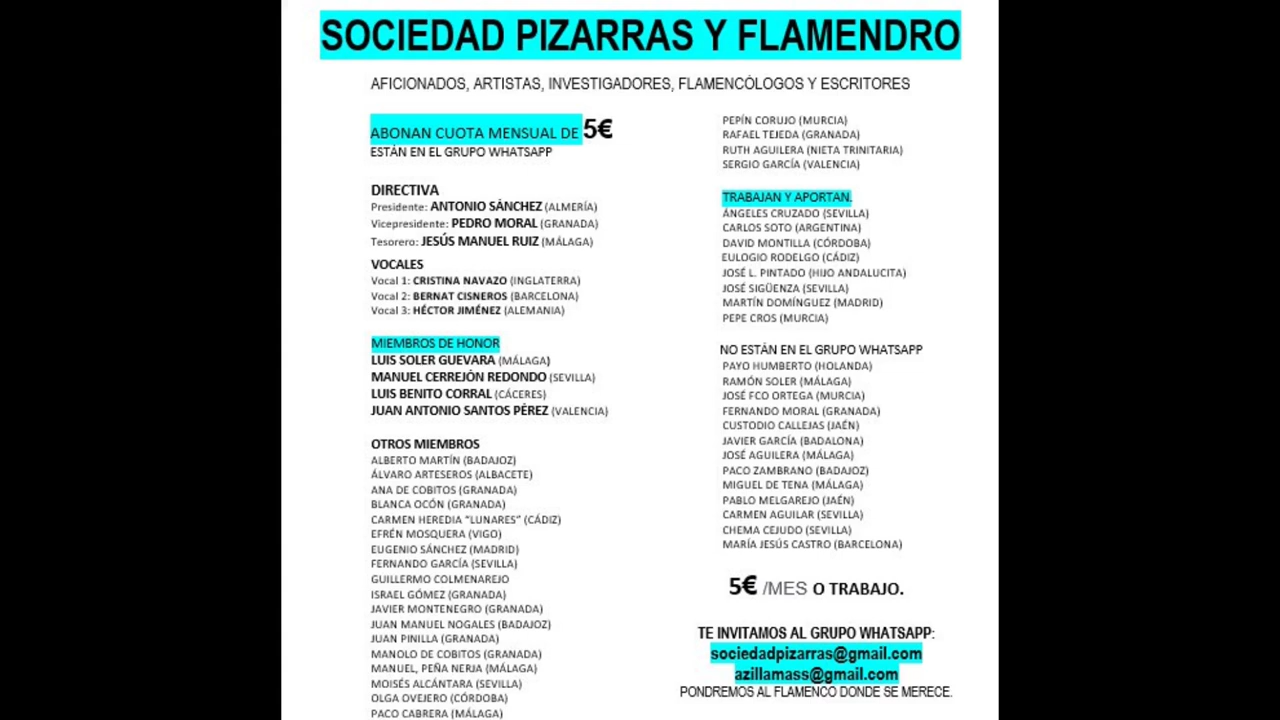 SOCIEDAD PIZARRAS Y FLAMENDRO
AFICIONADOS, ARTISTAS, INVESTIGADORES, FLAMENCÓLOGOS Y ESCRITORES
ABONAN CUOTA MENSUAL DE 5€
ESTÁN EN EL GRUPO WHATSAPP
DIRECTIVA
Presidente: ANTONIO SÁNCHEZ (ALMERÍA)
Vicepresidente: PEDRO MORAL (GRANADA)
Tesorero: JESÚS MANUEL RUIZ (MÁLAGA)
VOCALES
Vocal 1: CRISTINA NAVAZO (INGLATERRA)
Vocal 2: BERNAT CISNEROS (BARCELONA)
Vocal 3: HÉCTOR JIMÉNEZ (ALEMANIA)
MIEMBROS DE HONOR
LUIS SOLER GUEVARA (MÁLAGA)
MANUEL CERREJÓN REDONDO (SEVILLA)
LUIS BENITO CORRAL (CÁCERES)
JUAN ANTONIO SANTOS PÉREZ (VALENCIA)
OTROS MIEMBROS
ALBERTO MARTÍN (BADAJOZ)
ÁLVARO ARTESEROS (ALBACETE)
ANA DE COBITOS (GRANADA)
BLANCA OCÓN (GRANADA)
CARMEN HEREDIA “LUNARES” (CÁDIZ)
EFRÉN MOSQUERA (VIGO)
EUGENIO SÁNCHEZ (MADRID)
FERNANDO GARCÍA (SEVILLA)
GUILLERMO COLMENAREJO
ISRAEL GÓMEZ (GRANADA)
JAVIER MONTENEGRO (GRANADA)
JUAN MANUEL NOGALES (BADAJOZ)
JUAN PINILLA (GRANADA)
MANOLO DE COBITOS (GRANADA)
MANUEL, PEÑA NERJA (MÁLAGA)
MOISÉS ALCÁNTARA (SEVILLA)
OLGA OVEJERO (CÓRDOBA)
PACO CABRERA (MÁLAGA)
PEPÍN CORUJO (MURCIA)
RAFAEL TEJEDA (GRANADA)
RUTH AGUILERA (NIETA TRINITARIA)
SERGIO GARCÍA (VALENCIA)
TRABAJAN Y APORTAN.
ÁNGELES CRUZADO (SEVILLA)
CARLOS SOTO (ARGENTINA)
DAVID MONTILLA (CÓRDOBA)
EULOGIO RODELGO (CÁDIZ)
JOSÉ L. PINTADO (HIJO ANDALUCITA)
JOSÉ SIGÜENZA (SEVILLA)
MARTÍN DOMÍNGUEZ (MADRID)
PEPE CROS (MURCIA)
NO ESTÁN EN EL GRUPO WHATSAPP
PAYO HUMBERTO (HOLANDA)
RAMÓN SOLER (MÁLAGA)
JOSÉ FCO ORTEGA (MURCIA)
FERNANDO MORAL (GRANADA)
CUSTODIO CALLEJAS (JAÉN)
JAVIER GARCÍA (BADALONA)
JOSÉ AGUILERA (MÁLAGA)
PACO ZAMBRANO (BADAJOZ)
MIGUEL DE TENA (MÁLAGA)
PABLO MELGAREJO (JAÉN)
CARMEN AGUILAR (SEVILLA)
CHEMA CEJUDO (SEVILLA)
MARÍA JESÚS CASTRO (BARCELONA)
5€ /MES O TRABAJO.
TE INVITAMOS AL GRUPO WHATSAPP:
sociedadpizarras@gmail.com
azillamass@gmail.com
PONDREMOS AL FLAMENCO DONDE SE MERECE.